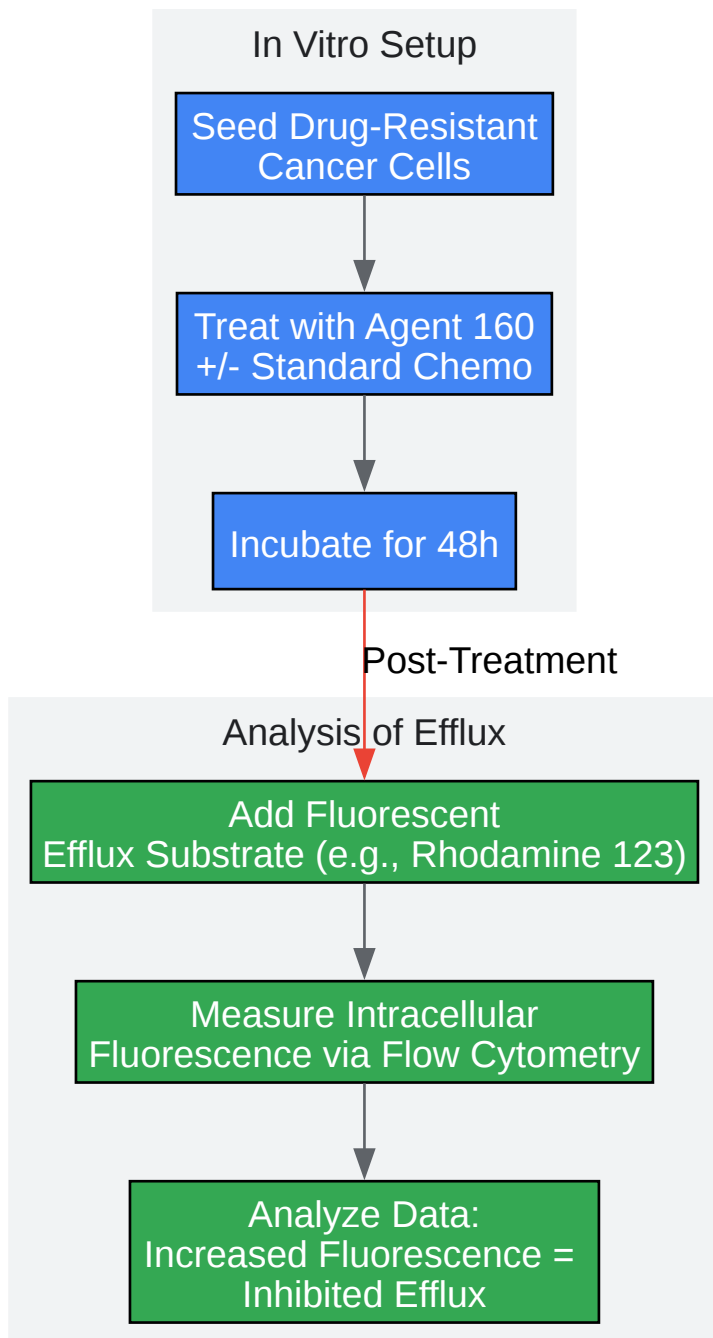 In Vitro Setup
Seed Drug-Resistant
Cancer Cells
Treat with Agent 160
+/- Standard Chemo
Incubate for 48h
Post-Treatment
Analysis of Efflux
Add Fluorescent
Efflux Substrate (e.g., Rhodamine 123)
Measure Intracellular
Fluorescence via Flow Cytometry
Analyze Data:
Increased Fluorescence =
Inhibited Efflux